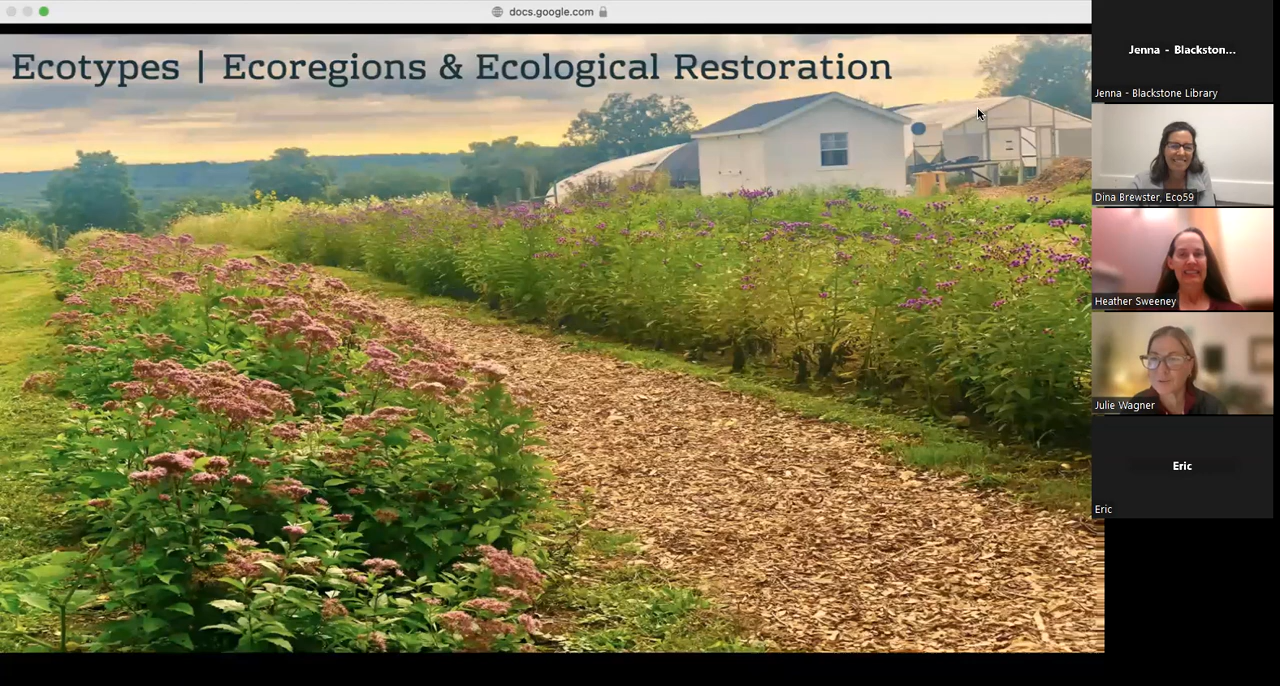 docs.google.com
Ecotypes | Ecoregions & Ecological Restoration
Jenna - Blackston...
Jenna - Blackstone Library
Dina Brewster, Eco59
Heather Sweeney
Julie Wagner
Eric
Eric